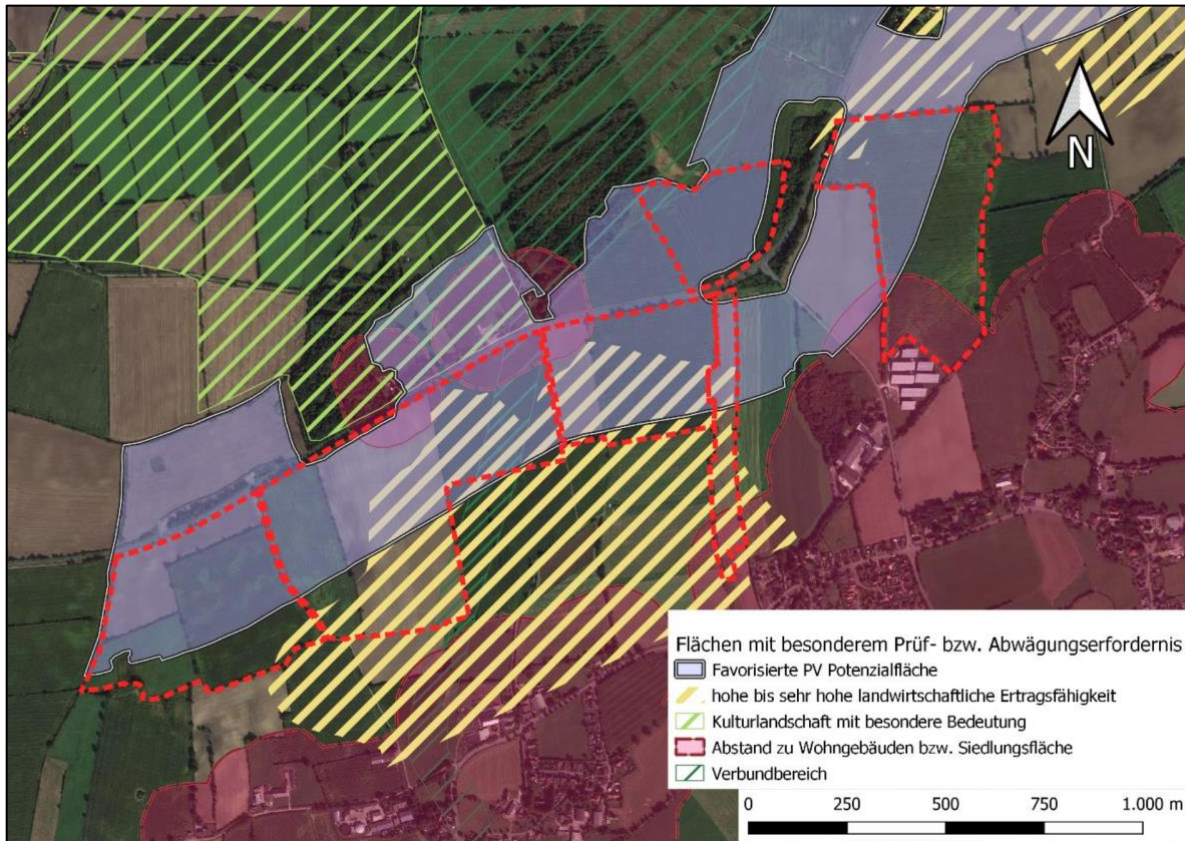 N
Flächen mit besonderem Prüf- bzw. Abwägungserfordernis
Favorisierte PV Potenzialfläche
hohe bis sehr hohe landwirtschaftliche Ertragsfähigkeit
Kulturlandschaft mit besondere Bedeutung
Abstand zu Wohngebäuden bzw. Siedlungsfläche
Verbundbereich
0 250 500 750 1.000 m